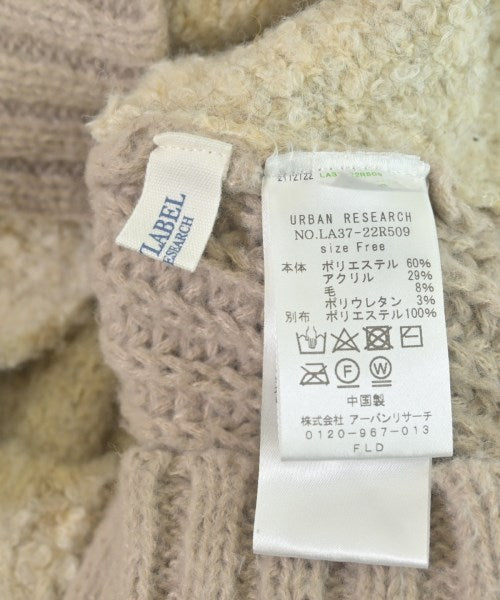 LABEL
RESEARCH
LA37-22R509
URBAN RESEARCH
NO.LA37-22R509
size Free
本体 ポリエステル 60%
アクリル 29%
毛 8%
ポリウレタン 3%
別布 ポリエステル 100%
中国製
株式会社 アーバンリサーチ
0120-967-013
FLD